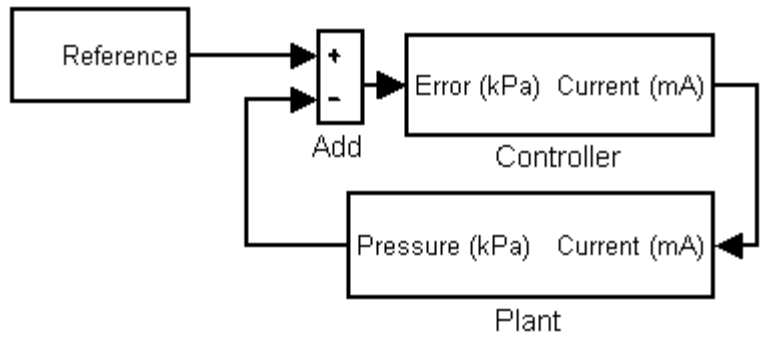 Reference
+
−
Add
Error (kPa) Current (mA)
Controller
Pressure (kPa) Current (mA)
Plant